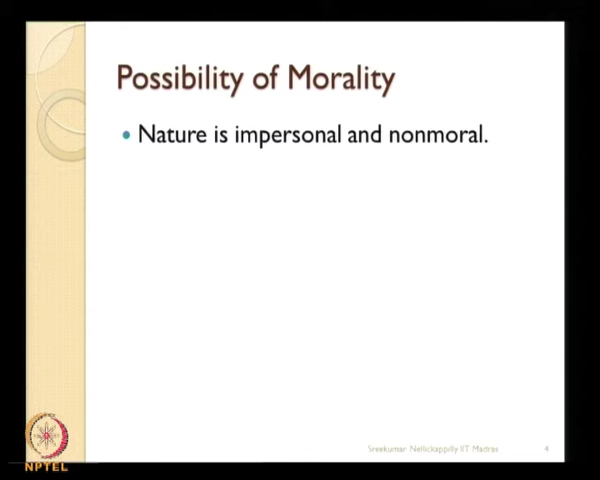 Possibility of Morality
Nature is impersonal and nonmoral.
Sreekumar Nellickappilly IIT Madras
4
NPTEL